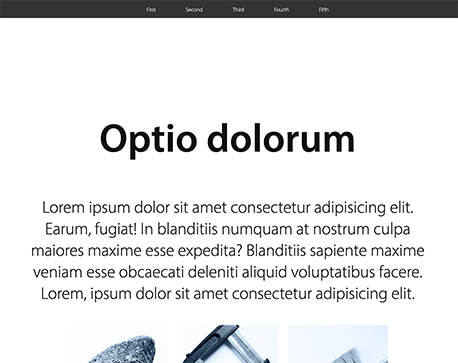 First Second Third Fourth Fifth
Optio dolorum
Lorem ipsum dolor sit amet consectetur adipisicing elit.
Earum, fugiat! In blanditiis numquam at nostrum culpa
maiores maxime esse expedita? Blanditiis sapiente maxime
veniam esse obcaecati deleniti aliquid voluptatibus facere.
Lorem, ipsum dolor sit amet consectetur adipisicing elit.